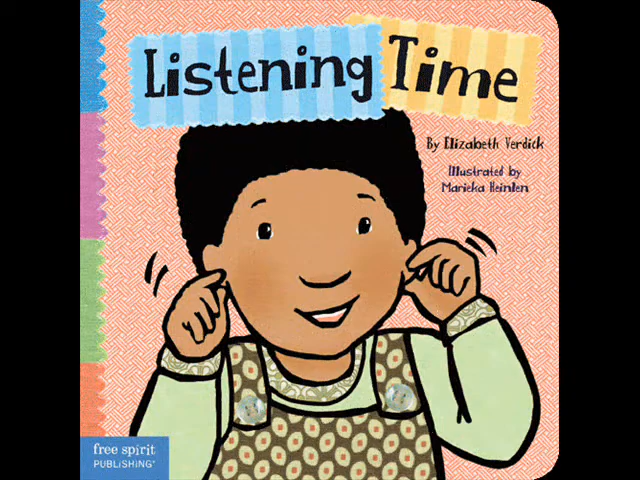 Listening Time
By Elizabeth Verdick
Illustrated by
Marieka Heinlen
free spirit
PUBLISHING®